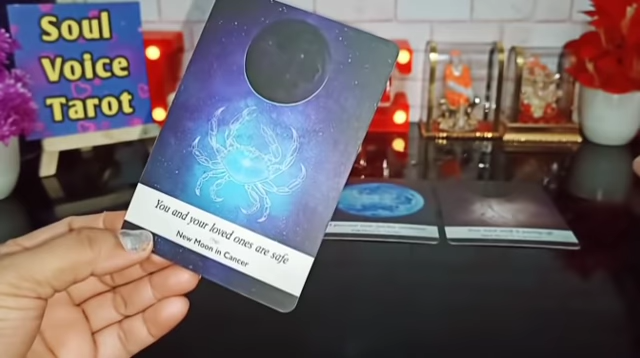 Soul
Voice
Tarot
You and your loved ones are safe
New Moon in Cancer